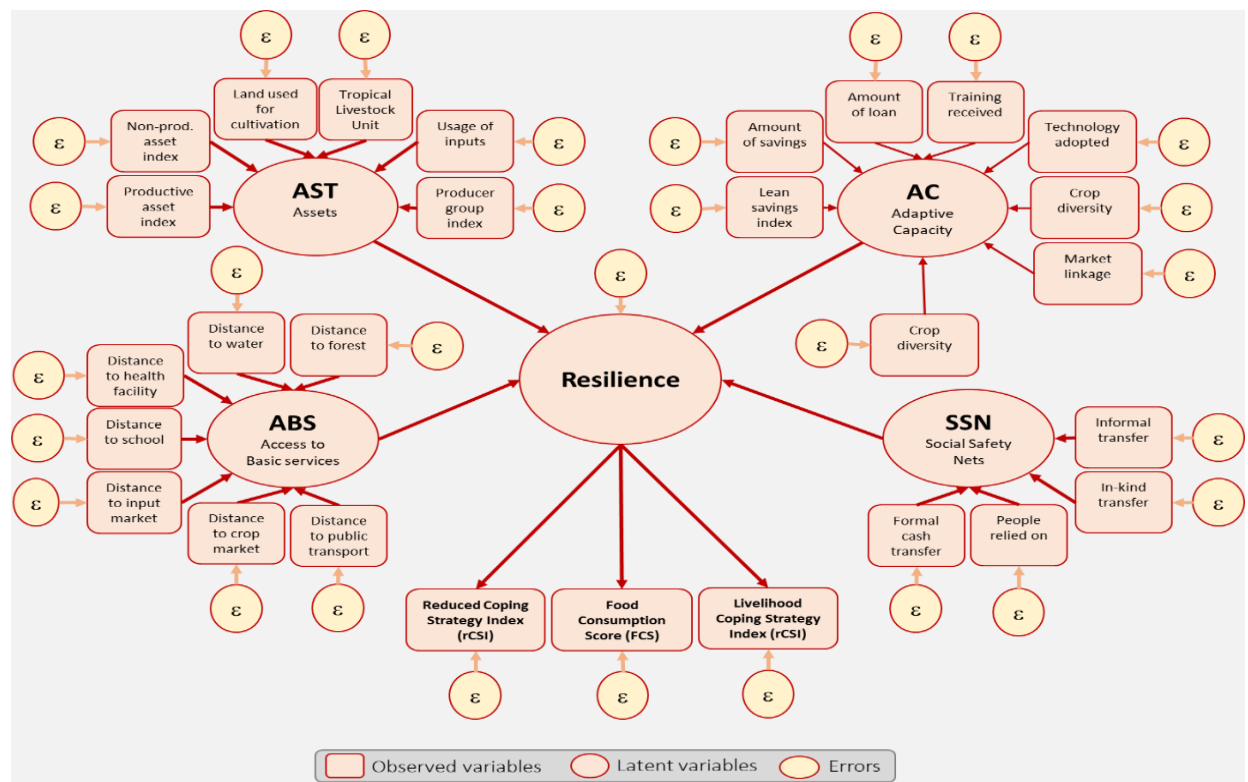 ε
ε
ε
ε
Land used
for
cultivation
Tropical
Livestock
Unit
Amount
of loan
Training
received
ε
Non-prod.
asset
index
Usage of
inputs
ε
ε
Amount
of savings
Technology
adopted
ε
AST
Assets
AC
Adaptive
Capacity
ε
Productive
asset
index
Producer
group
index
ε
ε
Lean
savings
index
Crop
diversity
ε
Market
linkage
ε
ε
ε
Distance
to water
Distance
to forest
ε
ε
Crop
diversity
ε
Distance
to health
facility
Resilience
ABS
Access to
Basic services
SSN
Social Safety
Nets
ε
Distance
to school
Informal
transfer
ε
ε
Distance
to input
market
In-kind
transfer
ε
Distance
to crop
market
Distance
to public
transport
Formal
cash
transfer
People
relied on
ε
ε
ε
ε
Reduced Coping
Strategy Index
(rCSI)
Food
Consumption
Score (FCS)
Livelihood
Coping Strategy
Index (rCSI)
ε
ε
ε
Observed variables
Latent variables
Errors